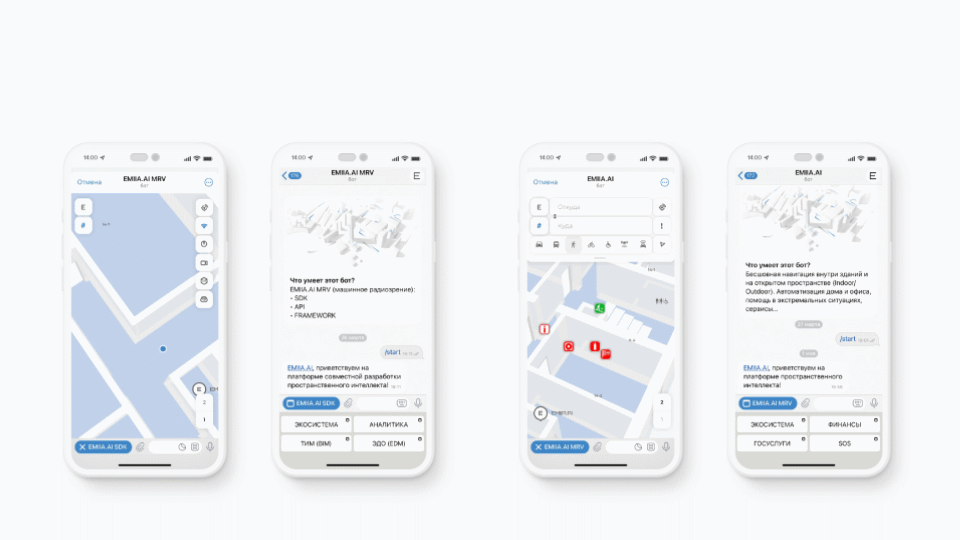 14:00
EMIIA.AI MRV
Отмена
бот
E
#
E
2
1
EMIIA.AI SDK
14:00
EMIIA.AI MRV
бот
E
Что умеет этот бот?
EMIIA.AI MRV (машинное радиозрение):
- SDK
- API
- FRAMEWORK
/start
EMIIA.AI, приветствуем на
платформе совместной разработки
пространственного интеллекта!
EMIIA.AI SDK
ЭКОСИСТЕМА
АНАЛИТИКА
ТИМ (BIM)
ЭДО (EDM)
14:00
EMIIA.AI
Отмена
бот
E
Откуда
#
Куда
!
E
2
1
EMIIA.AI MRV
14:00
EMIIA.AI
бот
E
Что умеет этот бот?
Бесшовная навигация внутри зданий и
на открытом пространстве (Indoor/
Outdoor). Автоматизация дома и офиса,
помощь в экстремальных ситуациях,
сервисы...
/start
EMIIA.AI, приветствуем на
платформе пространственного
интеллекта!
EMIIA.AI MRV
ЭКОСИСТЕМА
ФИНАНСЫ
ГОСУСЛУГИ
SOS